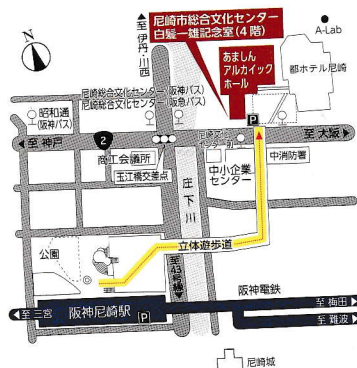 至 伊丹・川西
尼崎市総合文化センター
白髪一雄記念室(4階)
A-Lab
N
あましん
アルカイック
ホール
都ホテル尼崎
尼崎総合文化センター(阪神バス)
尼崎総合文化センター(阪急バス)
昭和通
(阪神バス)
P
2
至 神戸
至 大阪
商工会議所
玉江橋交差点
中小企業
センター
中消防署
庄下川
公園
立体遊歩道
至 43号線
阪神尼崎駅
P
阪神電鉄
至 三宮
至 梅田
至 難波
尼崎城